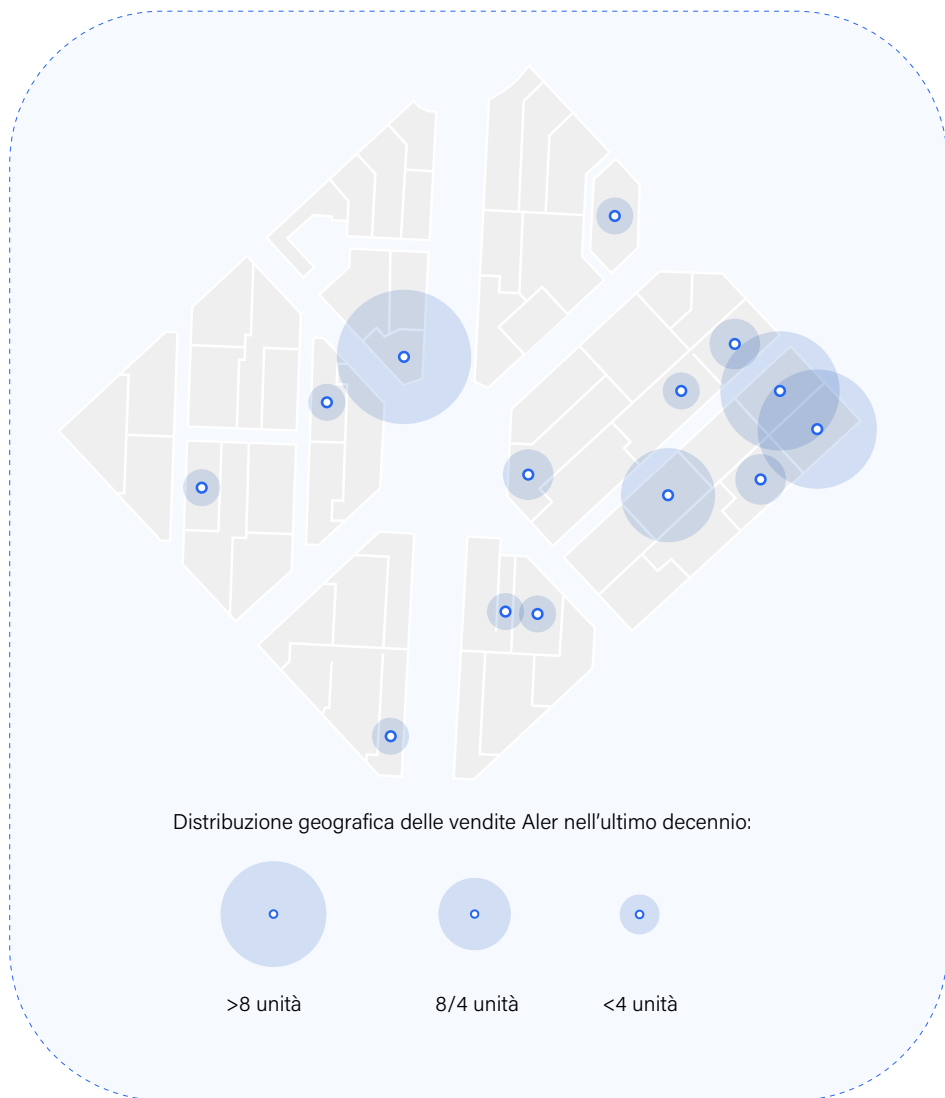 Distribuzione geografica delle vendite Aler nell’ultimo decennio:
>8 unità
8/4 unità
<4 unità